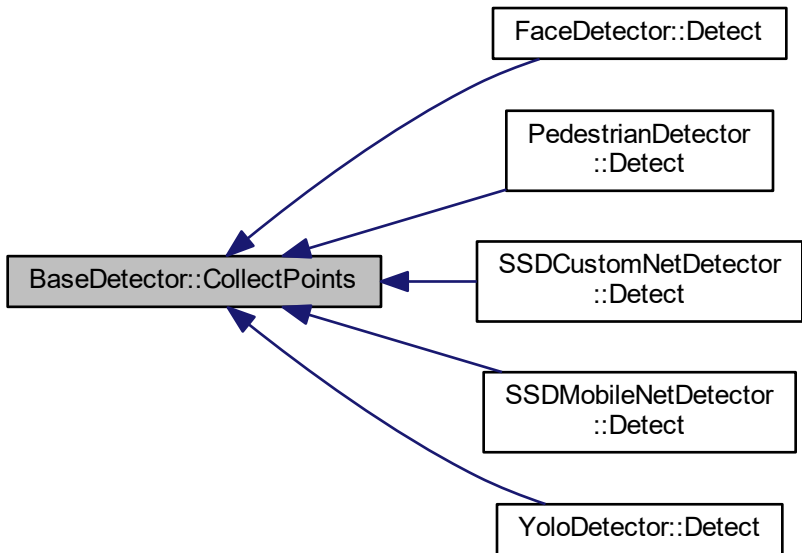 FaceDetector::Detect
PedestrianDetector
::Detect
BaseDetector::CollectPoints
SSDCustomNetDetector
::Detect
SSDMobileNetDetector
::Detect
YoloDetector::Detect